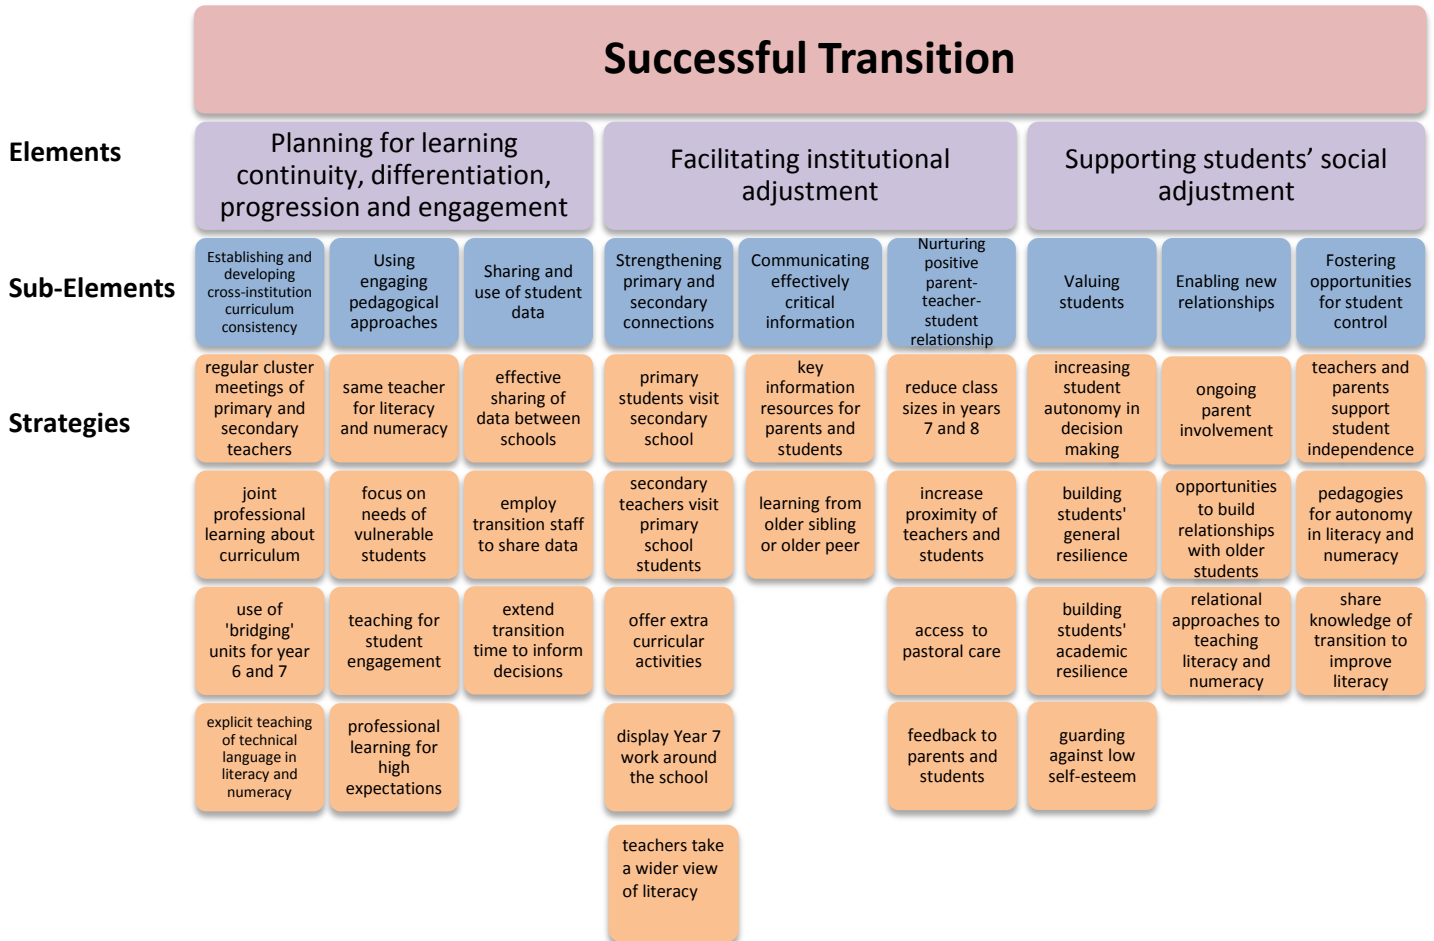 Successful Transition
Elements
Planning for learning
continuity, differentiation,
progression and engagement
Facilitating institutional
adjustment
Supporting students’ social
adjustment
Sub-Elements
Establishing and
developing
cross-institution
curriculum
consistency
Using
engaging
pedagogical
approaches
Sharing and
use of student
data
Strengthening
primary and
secondary
connections
Communicating
effectively
critical
information
Nurturing
positive
parent-
teacher-
student
relationship
Valuing
students
Enabling new
relationships
Fostering
opportunities
for student
control
Strategies
regular cluster
meetings of
primary and
secondary
teachers
same teacher
for literacy
and numeracy
effective
sharing of
data between
schools
primary
students visit
secondary
school
key
information
resources for
parents and
students
reduce class
sizes in years
7 and 8
increasing
student
autonomy in
decision
making
ongoing
parent
involvement
teachers and
parents
support
student
independence
joint
professional
learning about
curriculum
focus on
needs of
vulnerable
students
employ
transition staff
to share data
secondary
teachers visit
primary
school
students
learning from
older sibling
or older peer
increase
proximity of
teachers and
students
building
students'
general
resilience
opportunities
to build
relationships
with older
students
pedagogies
for autonomy
in literacy and
numeracy
use of
'bridging'
units for year
6 and 7
teaching for
student
engagement
extend
transition
time to inform
decisions
offer extra
curricular
activities
access to
pastoral care
building
students'
academic
resilience
relational
approaches to
teaching
literacy and
numeracy
share
knowledge of
transition to
improve
literacy
explicit teaching
of technical
language in
literacy and
numeracy
professional
learning for
high
expectations
display Year 7
work around
the school
feedback to
parents and
students
guarding
against low
self-esteem
teachers take
a wider view
of literacy